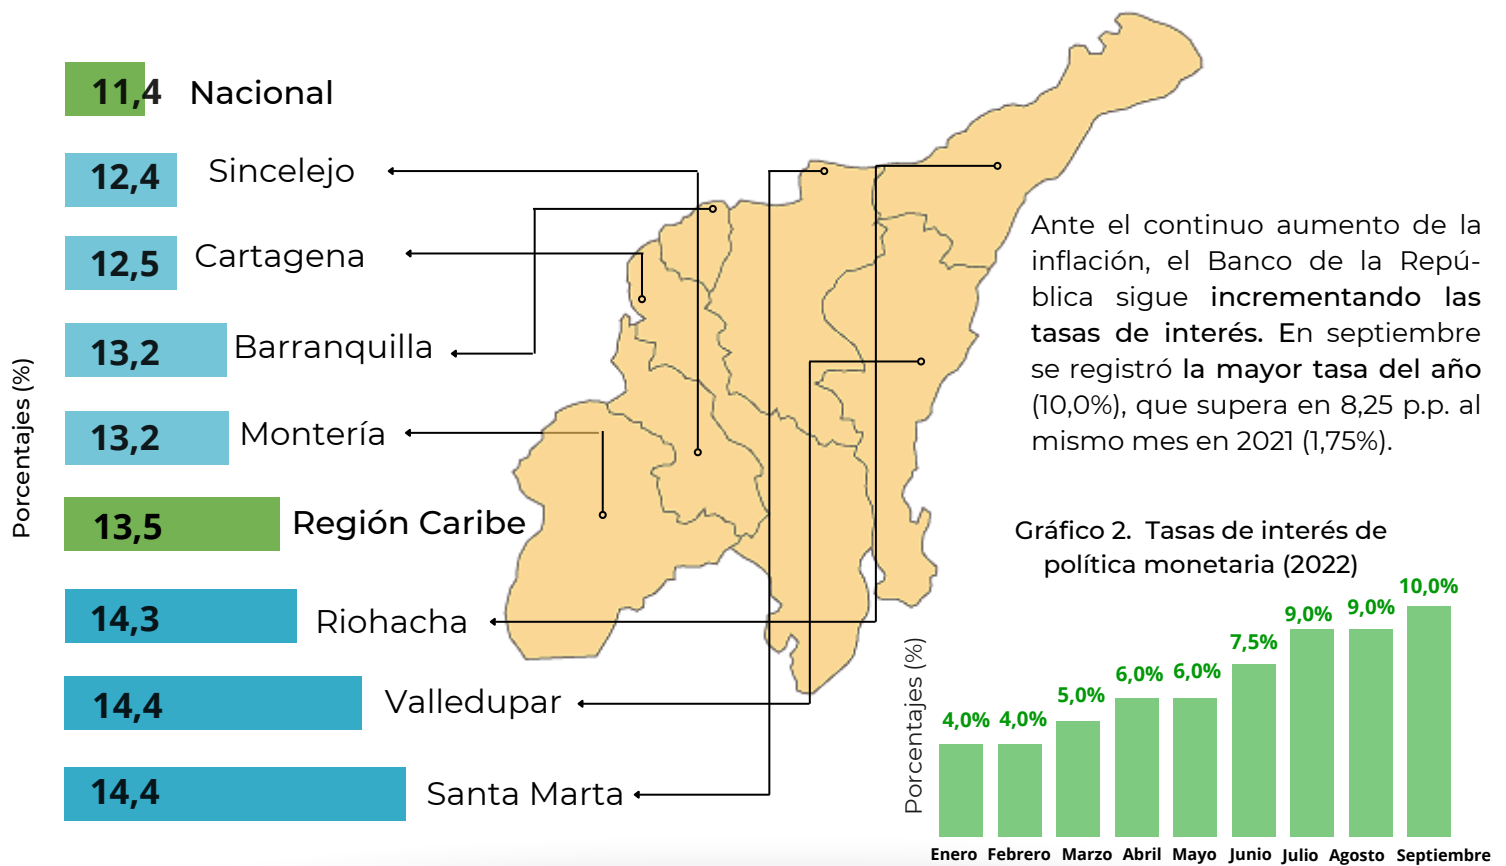 Porcentajes (%)
11,4 Nacional
12,4 Sincelejo
12,5 Cartagena
13,2 Barranquilla
13,2 Montería
13,5 Región Caribe
14,3 Riohacha
14,4 Valledupar
14,4 Santa Marta
Ante el continuo aumento de la
inflación, el Banco de la Repú-
blica sigue incrementando las
tasas de interés. En septiembre
se registró la mayor tasa del año
(10,0%), que supera en 8,25 p.p. al
mismo mes en 2021 (1,75%).
Gráfico 2. Tasas de interés de
política monetaria (2022)
Porcentajes (%)
4,0% 4,0% 5,0% 6,0% 6,0% 7,5% 9,0% 9,0% 10,0%
Enero Febrero Marzo Abril Mayo Junio Julio Agosto Septiembre